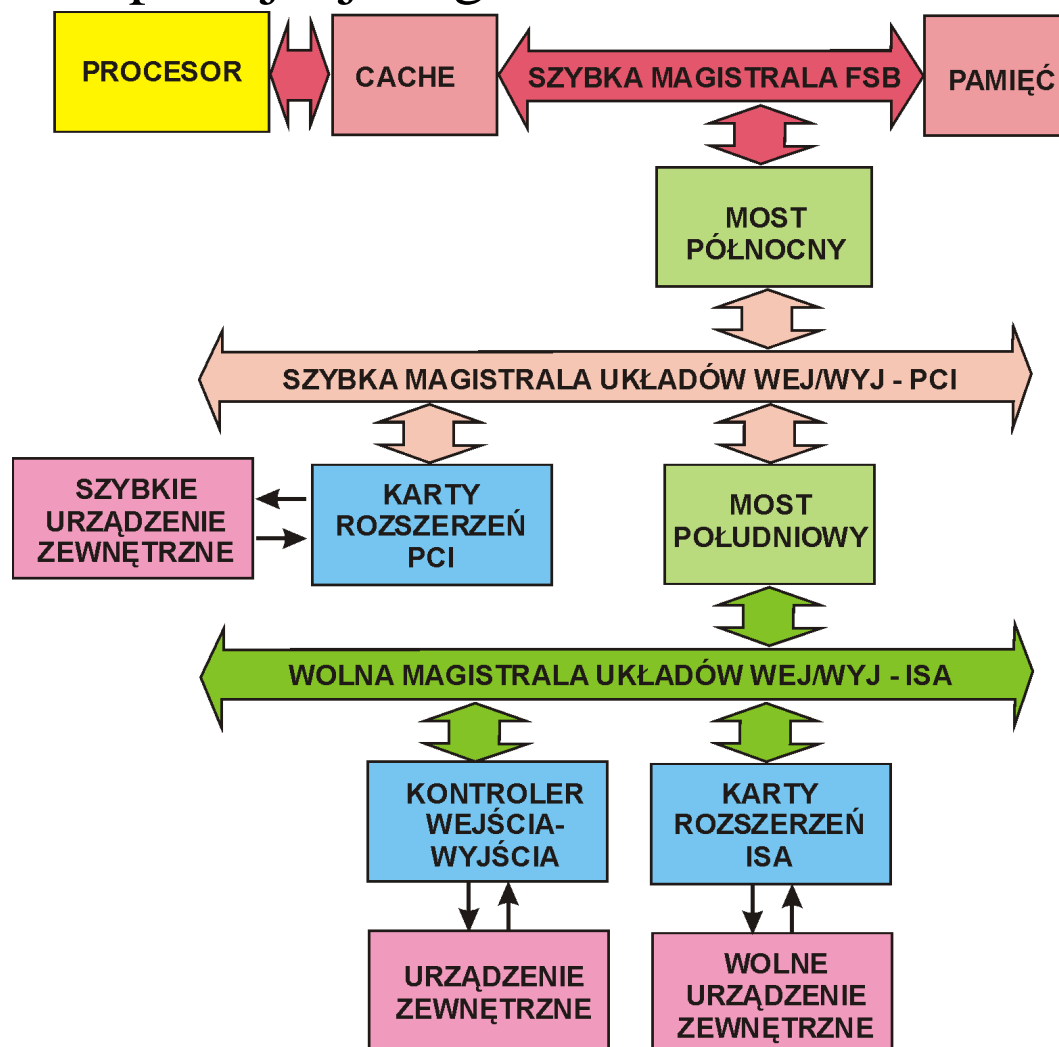 PROCESOR
CACHE
SZYBKA MAGISTRALA FSB
PAMIĘĆ
MOST
PÓŁNOCNY
SZYBKA MAGISTRALA UKŁADÓW WEJ/WYJ - PCI
SZYBKIE
URZĄDZENIE
ZEWNĘTRZNE
KARTY
ROZSZERZEŃ
PCI
MOST
POŁUDNIOWY
WOLNA MAGISTRALA UKŁADÓW WEJ/WYJ - ISA
KONTROLER
WEJŚCIA-
WYJŚCIA
KARTY
ROZSZERZEŃ
ISA
URZĄDZENIE
ZEWNĘTRZNE
WOLNE
URZĄDZENIE
ZEWNĘTRZNE